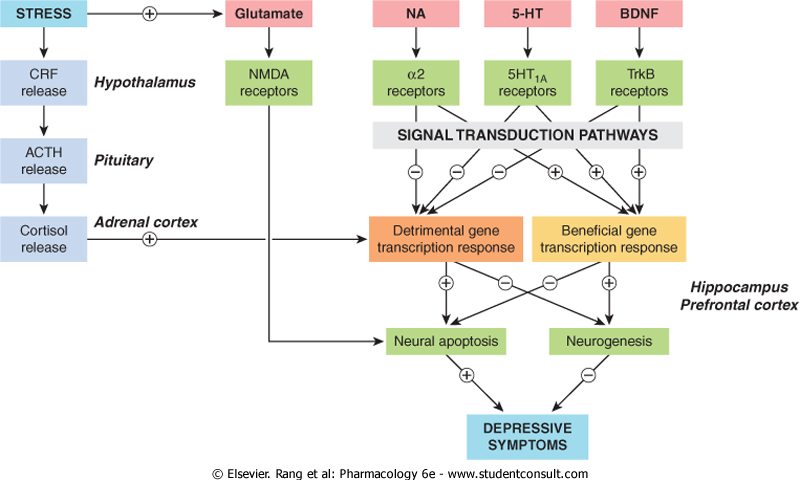 STRESS
+
Glutamate
NA
5-HT
BDNF
CRF
release
Hypothalamus
NMDA
receptors
α2
receptors
5HT1A
receptors
TrkB
receptors
SIGNAL TRANSDUCTION PATHWAYS
ACTH
release
Pituitary
−
−
−
+
+
+
Cortisol
release
Adrenal cortex
+
Detrimental gene
transcription response
Beneficial gene
transcription response
+
−
−
+
Hippocampus
Prefrontal cortex
Neural apoptosis
Neurogenesis
+
−
DEPRESSIVE
SYMPTOMS
© Elsevier. Rang et al: Pharmacology 6e - www.studentconsult.com